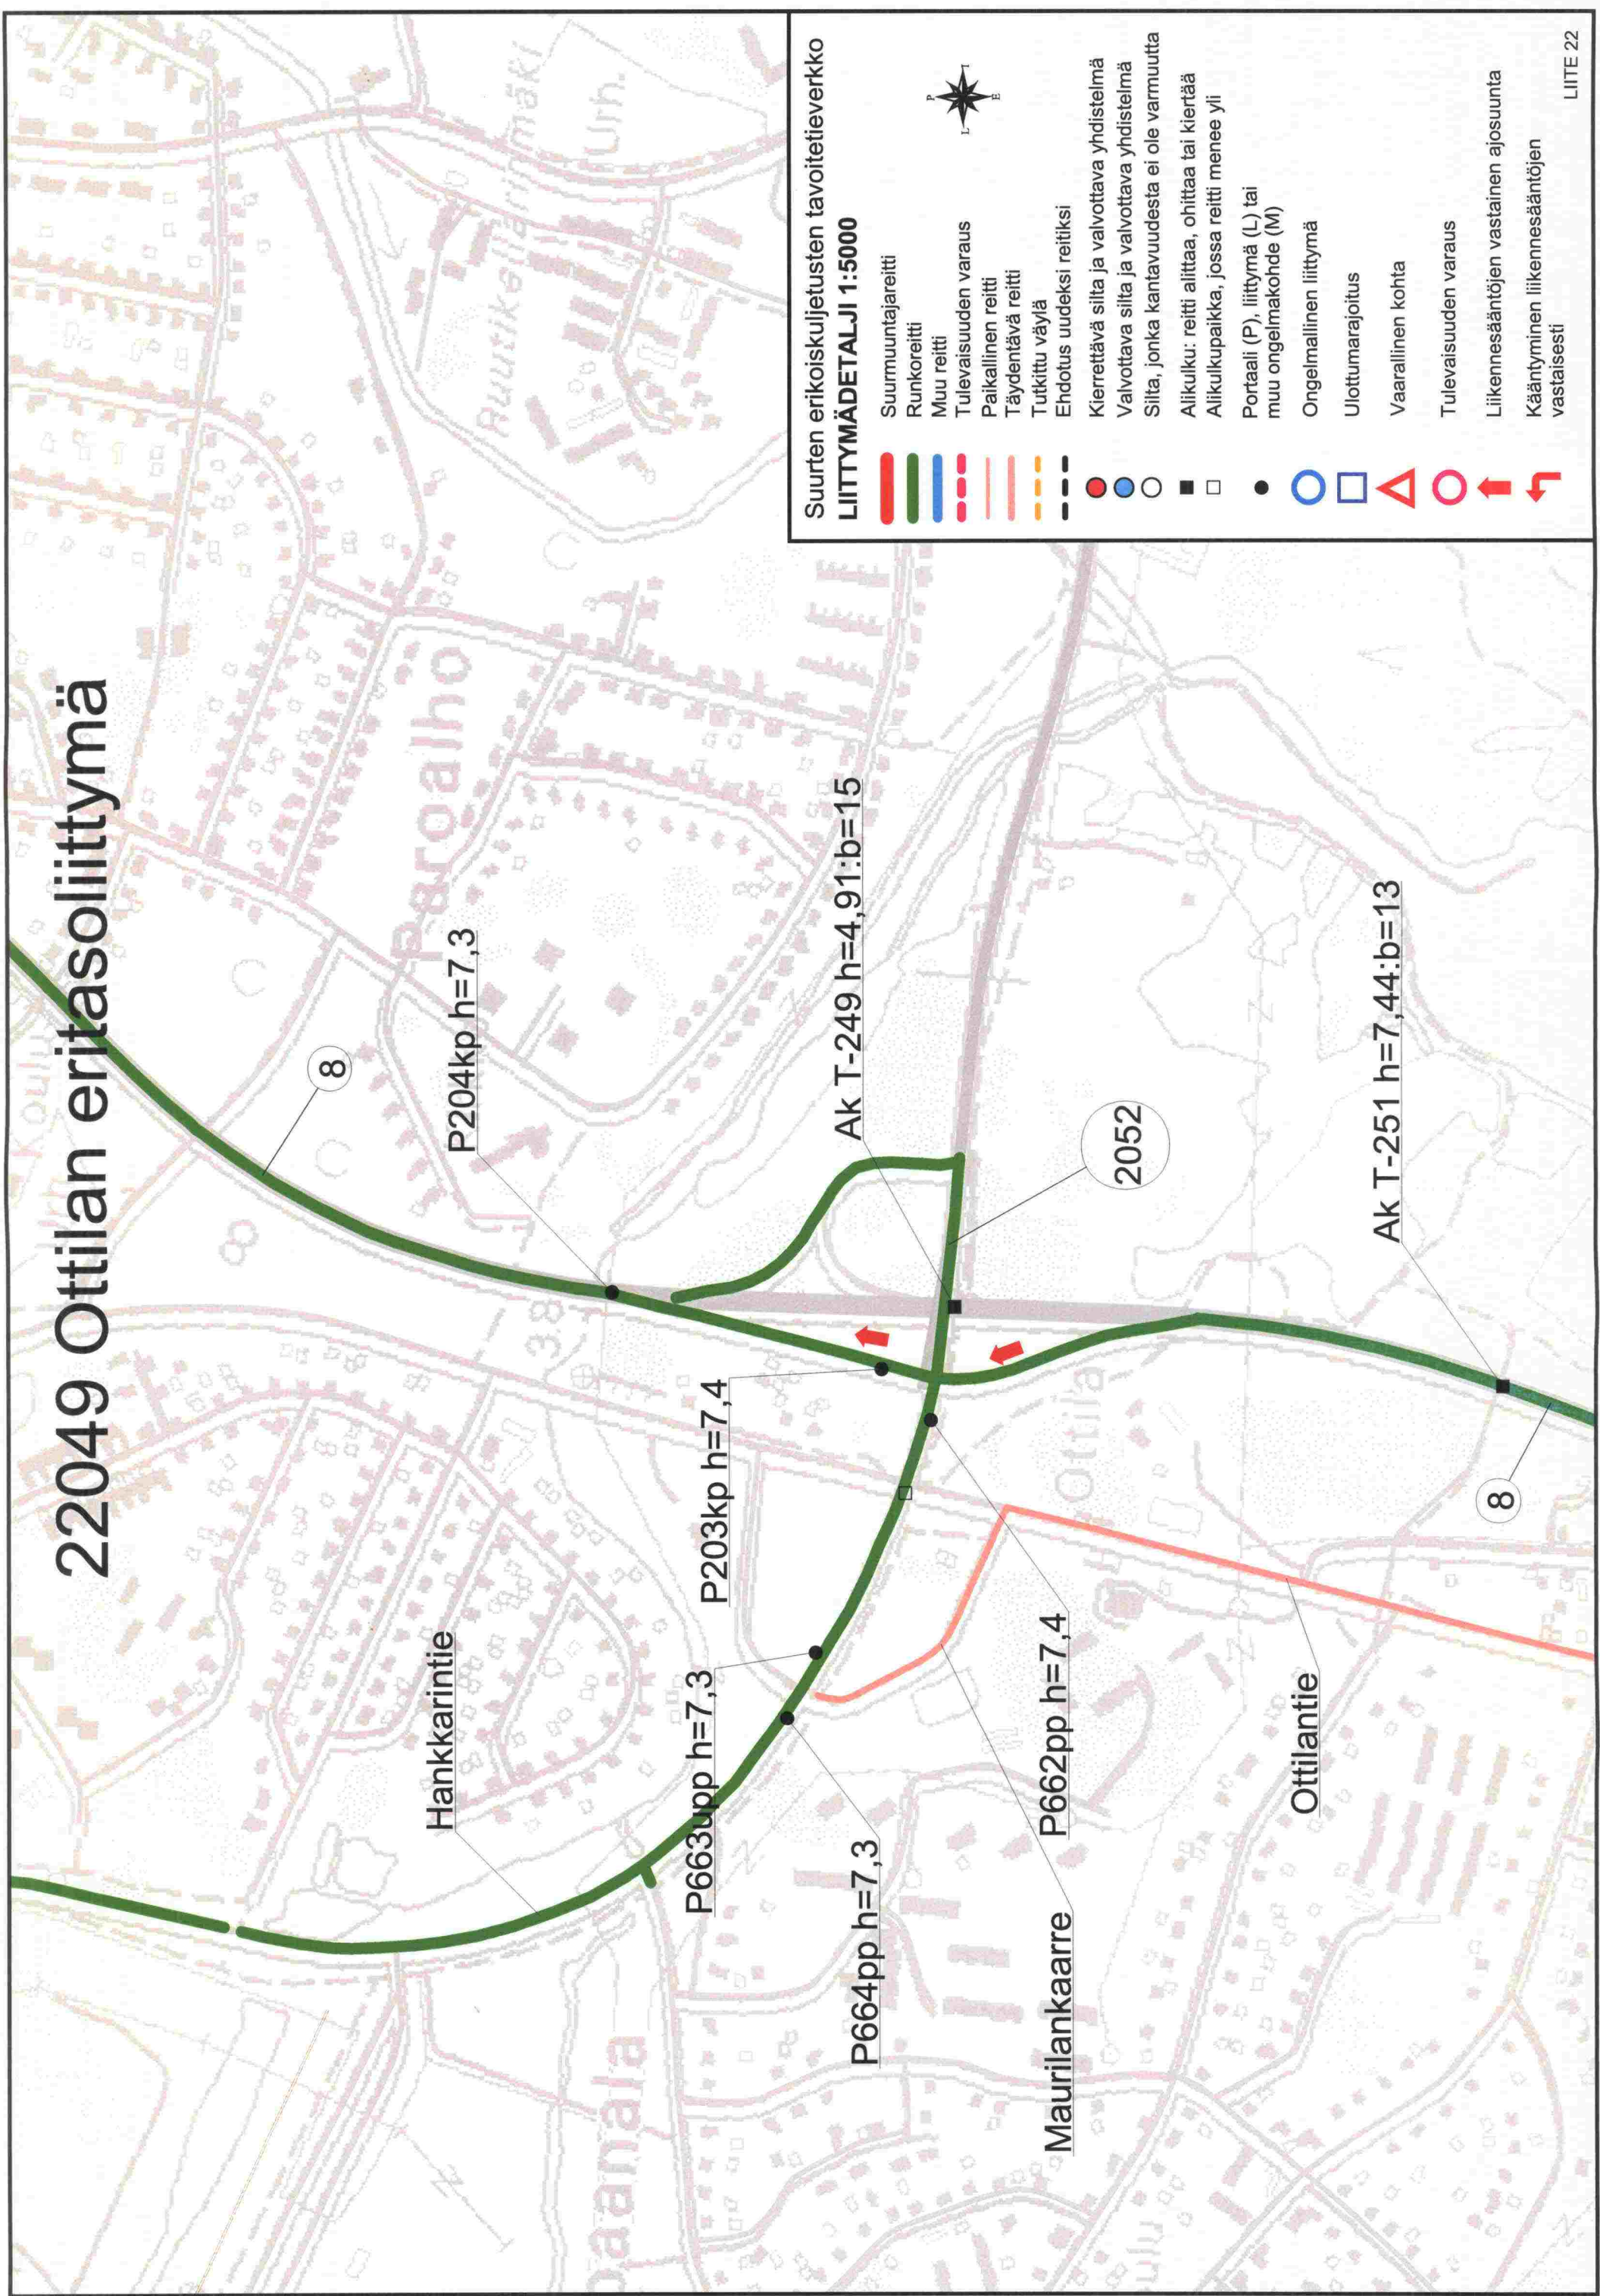 22049 Ottilan eritasoliittymä
Ruutikellarinmäki
Urh.
Paroalho
8
P204kp h=7,3
Hankkarintie
38
P203kp h=7,4
Ak T-249 h=4,91:b=15
P663upp h=7,3
2052
P664pp h=7,3
P662pp h=7,4
Ottila
Maurilankaarre
Ottilantie
Ak T-251 h=7,44:b=13
8
Suurten erikoiskuljetusten tavoitetieverkko
LIITTYMÄDETALJI 1:5000
P
L
I
E
Suurmuuntajareitti
Runkoreitti
Muu reitti
Tulevaisuuden varaus
Paikallinen reitti
Täydentävä reitti
Tutkittu väylä
Ehdotus uudeksi reitiksi
Kierrettävä silta ja valvottava yhdistelmä
Valvottava silta ja valvottava yhdistelmä
Silta, jonka kantavuudesta ei ole varmuutta
Alikulku: reitti alittaa, ohittaa tai kiertää
Alikulkupaikka, jossa reitti menee yli
Portaali (P), liittymä (L) tai
muu ongelmakohde (M)
Ongelmallinen liittymä
Ulottumarajoitus
Vaarallinen kohta
Tulevaisuuden varaus
Liikennesääntöjen vastainen ajosuunta
Kääntyminen liikennesääntöjen
vastaisesti
LIITE 22